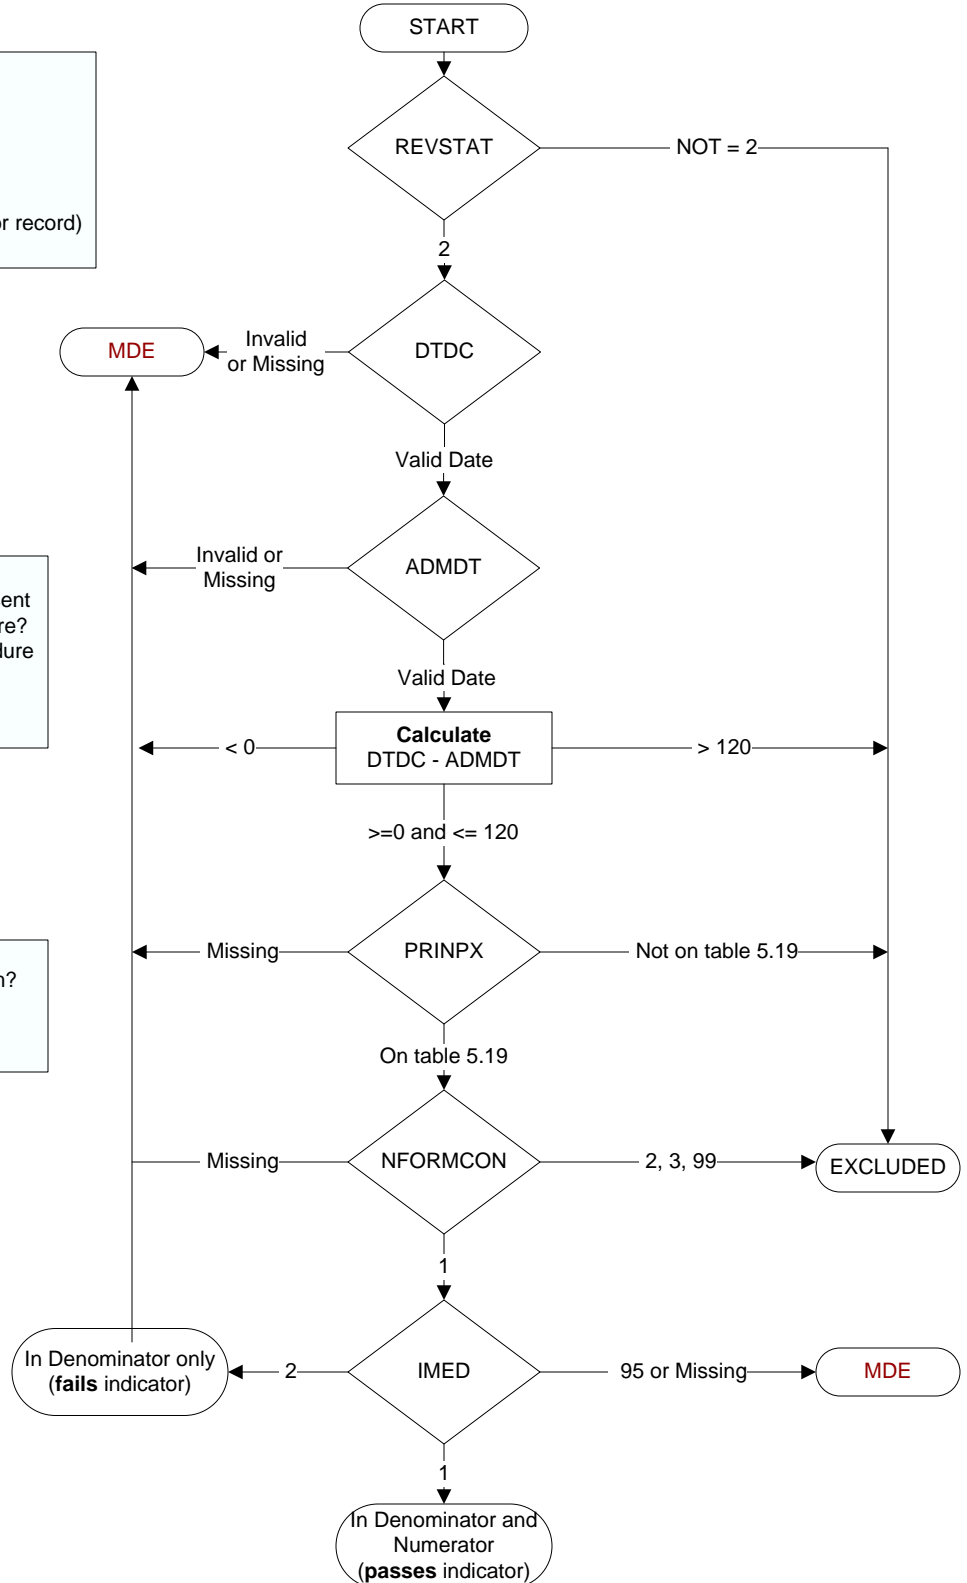 START
REVSTAT
NOT = 2
or record)
2
MDE
Invalid
or Missing
DTDC
Valid Date
Invalid or
Missing
ADMDT
ent
re?
dure
Valid Date
< 0
Calculate
DTDC - ADMDT
> 120
>=0 and <= 120
Missing
PRINPX
Not on table 5.19
n?
On table 5.19
Missing
NFORMCON
2, 3, 99
EXCLUDED
1
In Denominator only
(fails indicator)
2
IMED
95 or Missing
MDE
1
In Denominator and
Numerator
(passes indicator)